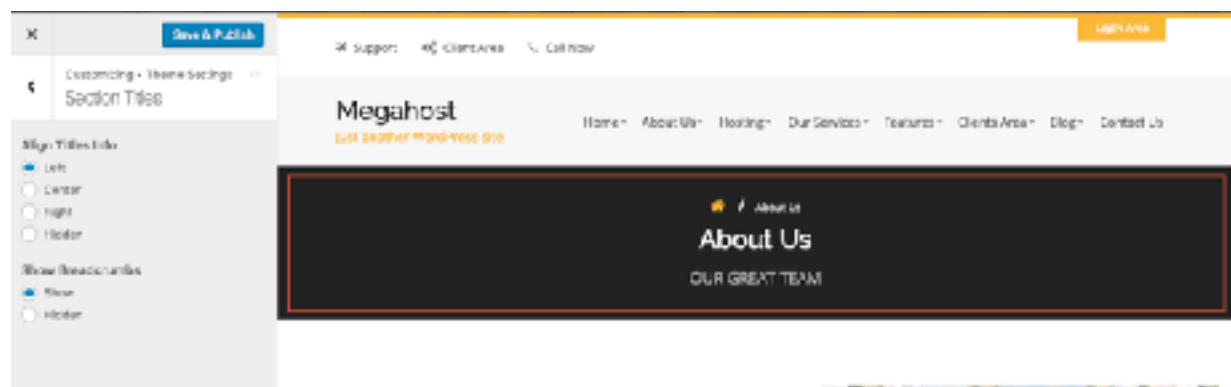 Save & Publish
Customizing • Theme Settings
Section Titles
Align Titles Info
Left
Center
Right
Hidden
Show Breadcrumbs
Show
Hidden
Login Area
Support Client Area Call Now
Megahost
Just another WordPress site
Home About Us Hosting Our Services Features Clients Area Blog Contact Us
/ About Us
About Us
OUR GREAT TEAM